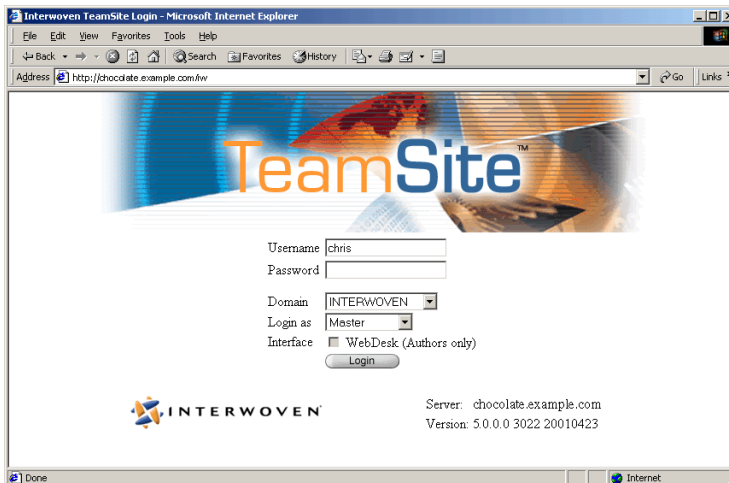 Interwoven TeamSite Login - Microsoft Internet Explorer
File Edit View Favorites Tools Help
Back Search Favorites History
Address http://chocolate.example.com/iw Go Links
TeamSite™
Username chris
Password
Domain INTERWOVEN
Login as Master
Interface WebDesk (Authors only)
Login
INTERWOVEN
Server: chocolate.example.com
Version: 5.0.0.0 3022 20010423
Done Internet